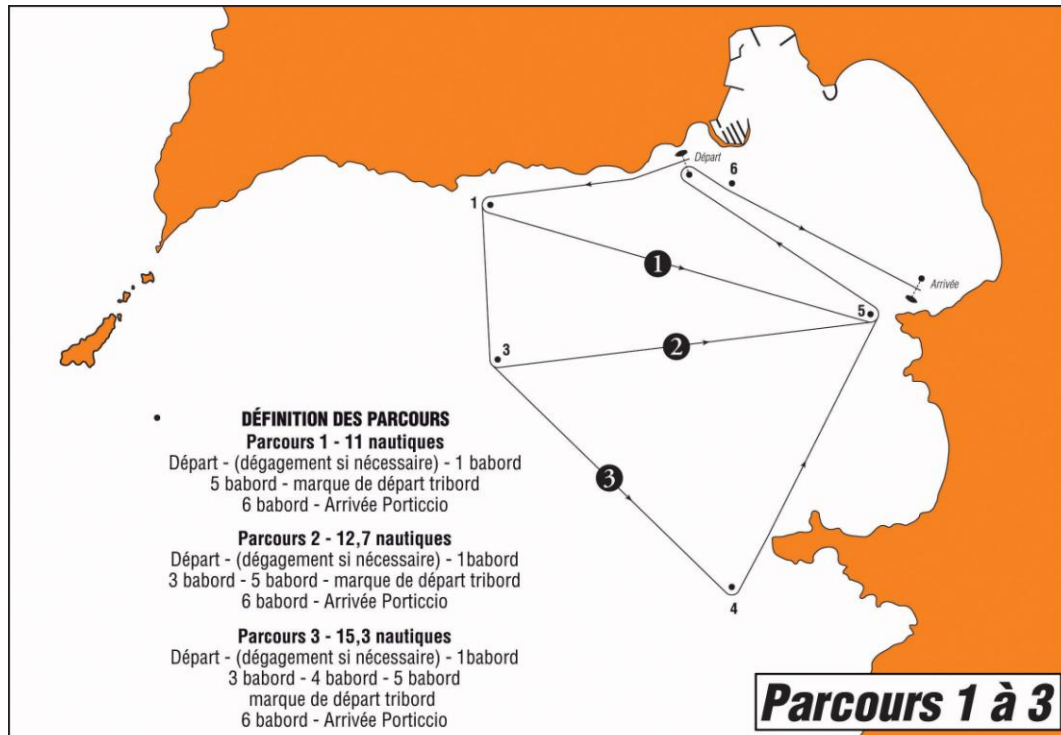 Départ
6
1
1
Arrivée
5
2
3
3
4
DÉFINITION DES PARCOURS
Parcours 1 - 11 nautiques
Départ - (dégagement si nécessaire) - 1 babord
5 babord - marque de départ tribord
6 babord - Arrivée Porticcio
Parcours 2 - 12,7 nautiques
Départ - (dégagement si nécessaire) - 1babord
3 babord - 5 babord - marque de départ tribord
6 babord - Arrivée Porticcio
Parcours 3 - 15,3 nautiques
Départ - (dégagement si nécessaire) - 1babord
3 babord - 4 babord - 5 babord
marque de départ tribord
6 babord - Arrivée Porticcio
Parcours 1 à 3